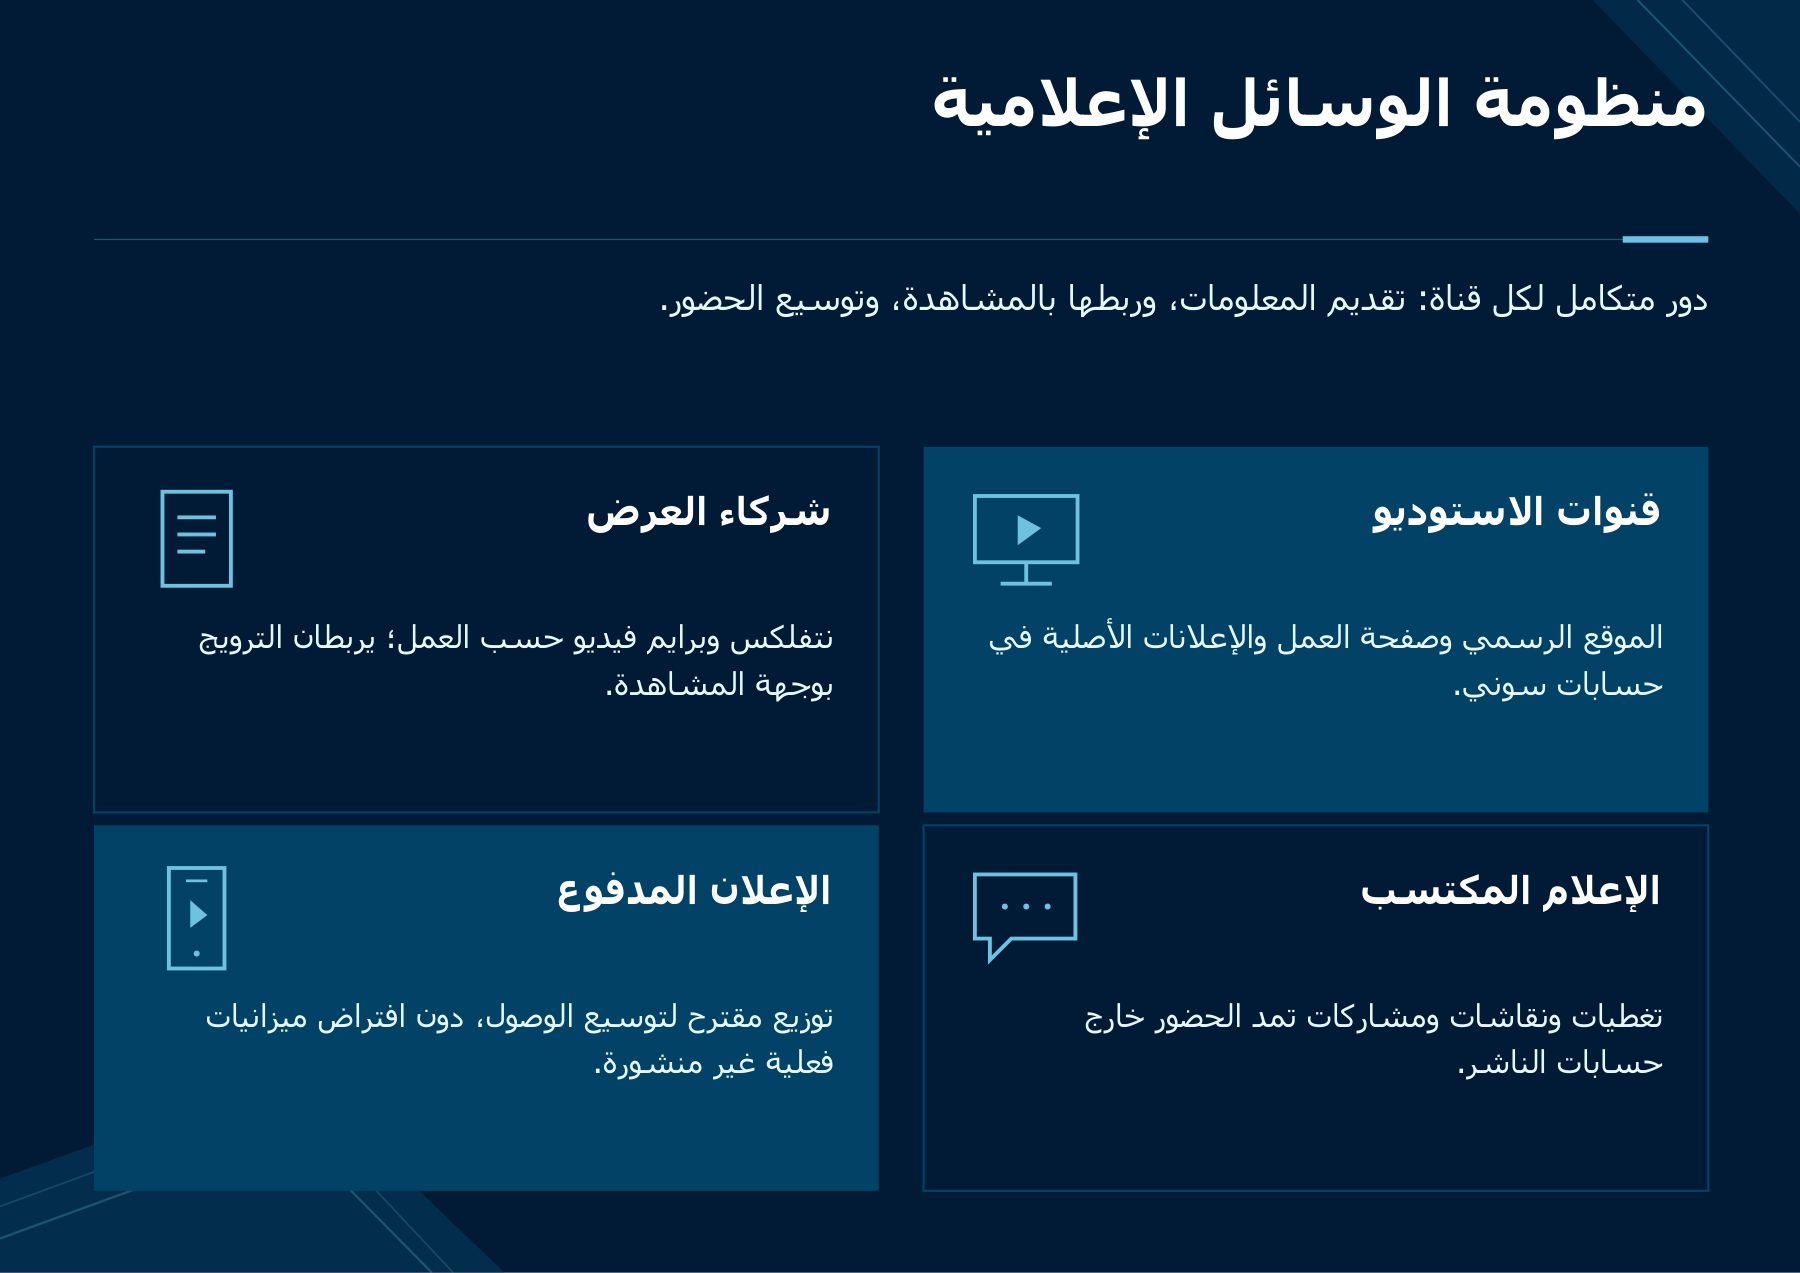 منظومة الوسائل الإعلامية
دور متكامل لكل قناة: تقديم المعلومات، وربطها بالمشاهدة، وتوسيع الحضور.
قنوات الاستوديو
الموقع الرسمي وصفحة العمل والإعلانات الأصلية في
حسابات سوني.
شركاء العرض
نتفلكس وبرايم فيديو حسب العمل؛ يربطان الترويج
بوجهة المشاهدة.
الإعلام المكتسب
تغطيات ونقاشات ومشاركات تمد الحضور خارج
حسابات الناشر.
الإعلان المدفوع
توزيع مقترح لتوسيع الوصول، دون افتراض ميزانيات
فعلية غير منشورة.